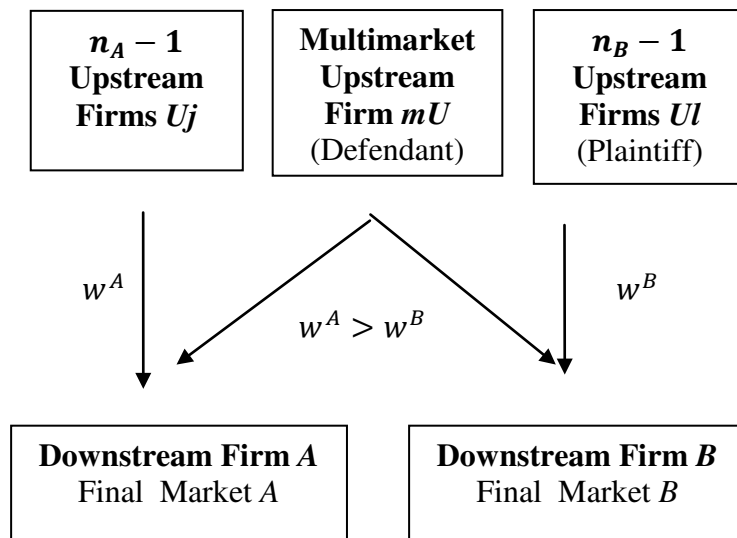 n_A − 1
Upstream
Firms Uj
Multimarket
Upstream
Firm mU
(Defendant)
n_B − 1
Upstream
Firms Ul
(Plaintiff)
w^A
w^A > w^B
w^B
Downstream Firm A
Final Market A
Downstream Firm B
Final Market B